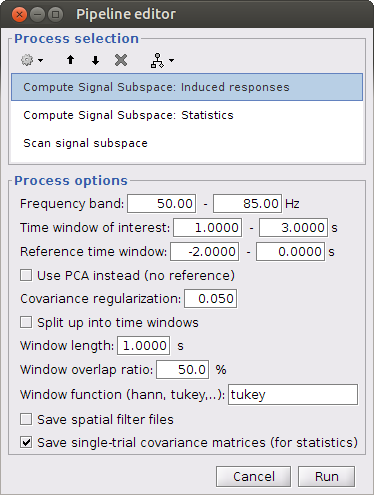 Pipeline editor
Process selection
Compute Signal Subspace: Induced responses
Compute Signal Subspace: Statistics
Scan signal subspace
Process options
Frequency band: 50.00 - 85.00 Hz
Time window of interest: 1.0000 - 3.0000 s
Reference time window: -2.0000 - 0.0000 s
Use PCA instead (no reference)
Covariance regularization: 0.050
Split up into time windows
Window length: 1.0000 s
Window overlap ratio: 50.0 %
Window function (hann, tukey,..): tukey
Save spatial filter files
Save single-trial covariance matrices (for statistics)
Cancel Run